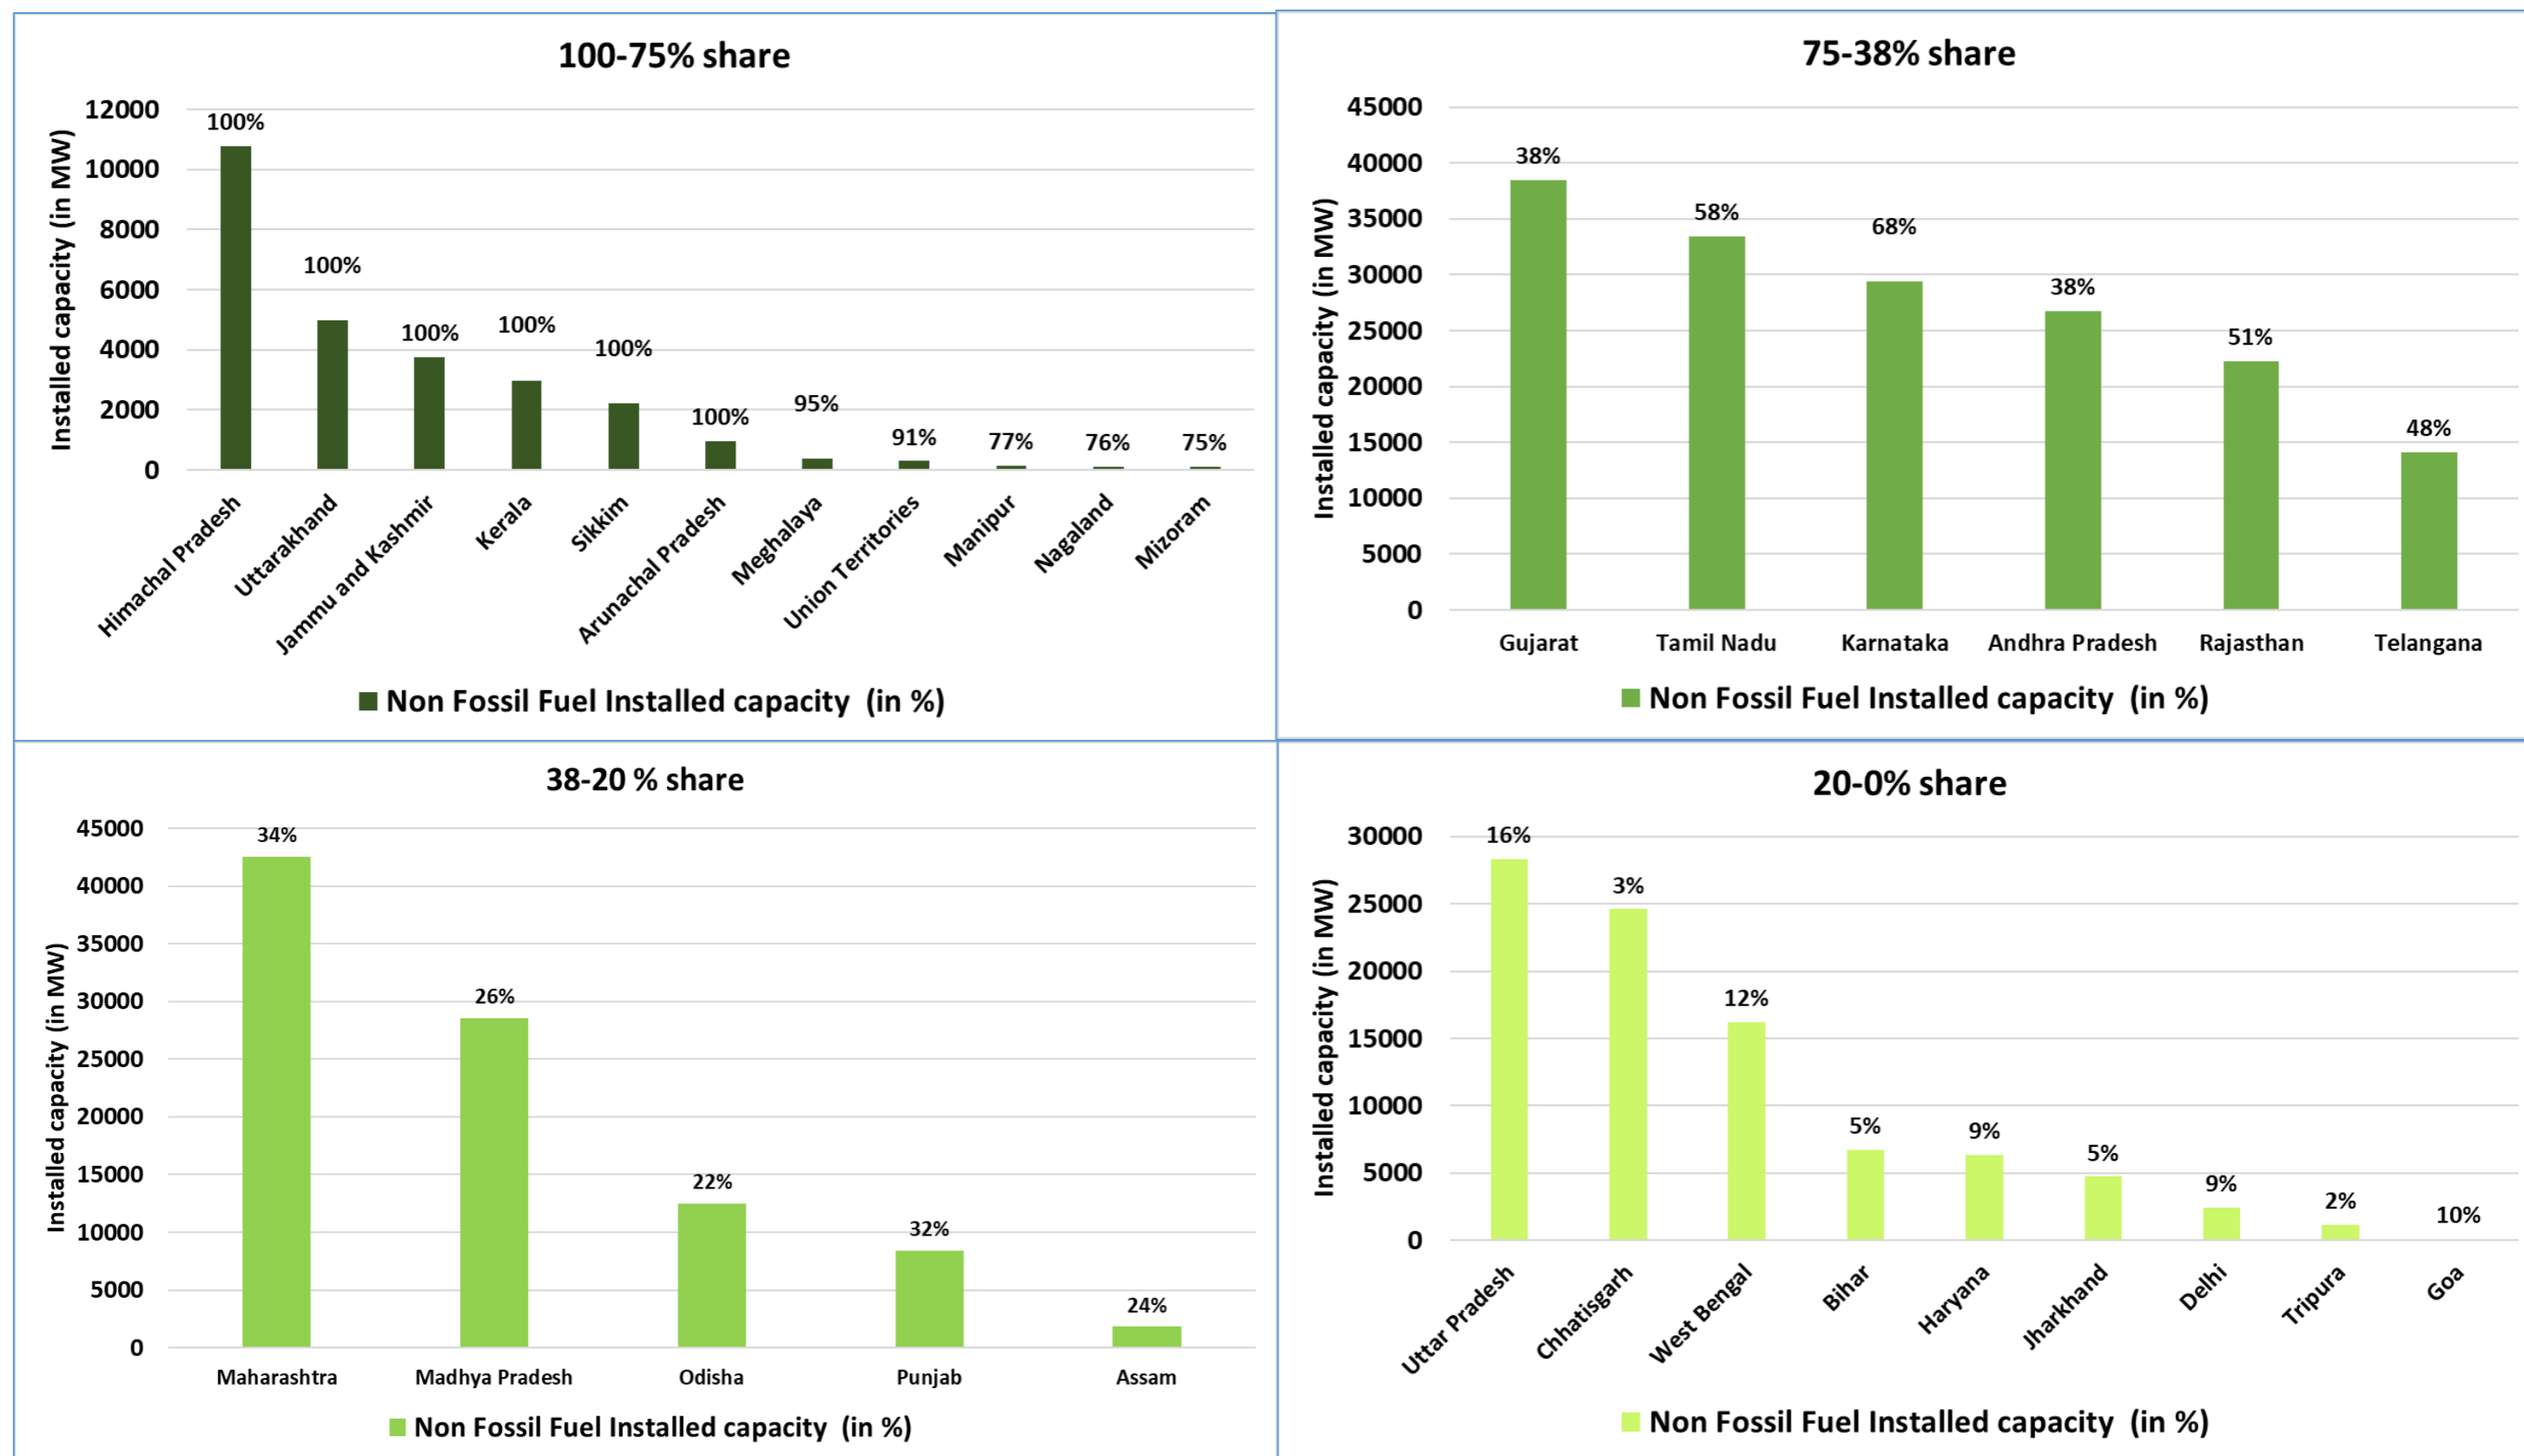 100-75% share
Installed capacity (in MW)
12000
10000
8000
6000
4000
2000
0
100%
100%
100%
100%
100%
100%
95%
91%
77%
76%
75%
Himachal Pradesh
Uttarakhand
Jammu and Kashmir
Kerala
Sikkim
Arunachal Pradesh
Meghalaya
Union Territories
Manipur
Nagaland
Mizoram
Non Fossil Fuel Installed capacity (in %)
75-38% share
Installed capacity (in MW)
45000
40000
35000
30000
25000
20000
15000
10000
5000
0
38%
58%
68%
38%
51%
48%
Gujarat
Tamil Nadu
Karnataka
Andhra Pradesh
Rajasthan
Telangana
Non Fossil Fuel Installed capacity (in %)
38-20 % share
Installed capacity (in MW)
45000
40000
35000
30000
25000
20000
15000
10000
5000
0
34%
26%
22%
32%
24%
Maharashtra
Madhya Pradesh
Odisha
Punjab
Assam
Non Fossil Fuel Installed capacity (in %)
20-0% share
Installed capacity (in MW)
30000
25000
20000
15000
10000
5000
0
16%
3%
12%
5%
9%
5%
9%
2%
10%
Uttar Pradesh
Chhatisgarh
West Bengal
Bihar
Haryana
Jharkhand
Delhi
Tripura
Goa
Non Fossil Fuel Installed capacity (in %)